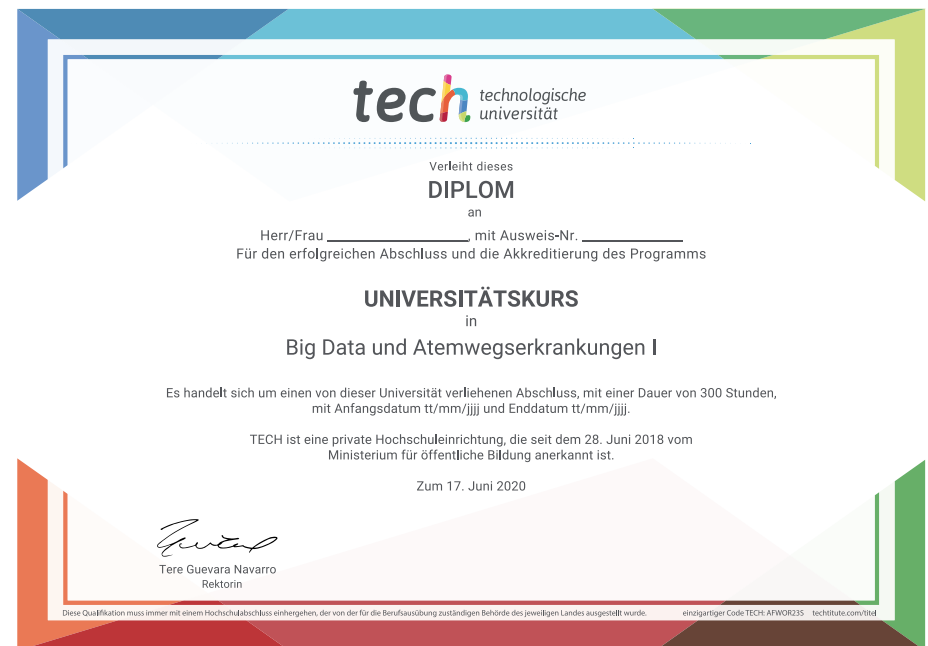 tech technologische
universität
Verleiht dieses
DIPLOM
an
Herr/Frau ____________________, mit Ausweis-Nr. ______________
Für den erfolgreichen Abschluss und die Akkreditierung des Programms
UNIVERSITÄTSKURS
in
Big Data und Atemwegserkrankungen I
Es handelt sich um einen von dieser Universität verliehenen Abschluss, mit einer Dauer von 300 Stunden,
mit Anfangsdatum tt/mm/jjjj und Enddatum tt/mm/jjjj.
TECH ist eine private Hochschuleinrichtung, die seit dem 28. Juni 2018 vom
Ministerium für öffentliche Bildung anerkannt ist.
Zum 17. Juni 2020
Tere Guevara Navarro
Rektorin
Diese Qualifikation muss immer mit einem Hochschulabschluss einhergehen, der von der für die Berufsausübung zuständigen Behörde des jeweiligen Landes ausgestellt wurde. einzigartiger Code TECH: AFWOR23S techtitute.com/titel